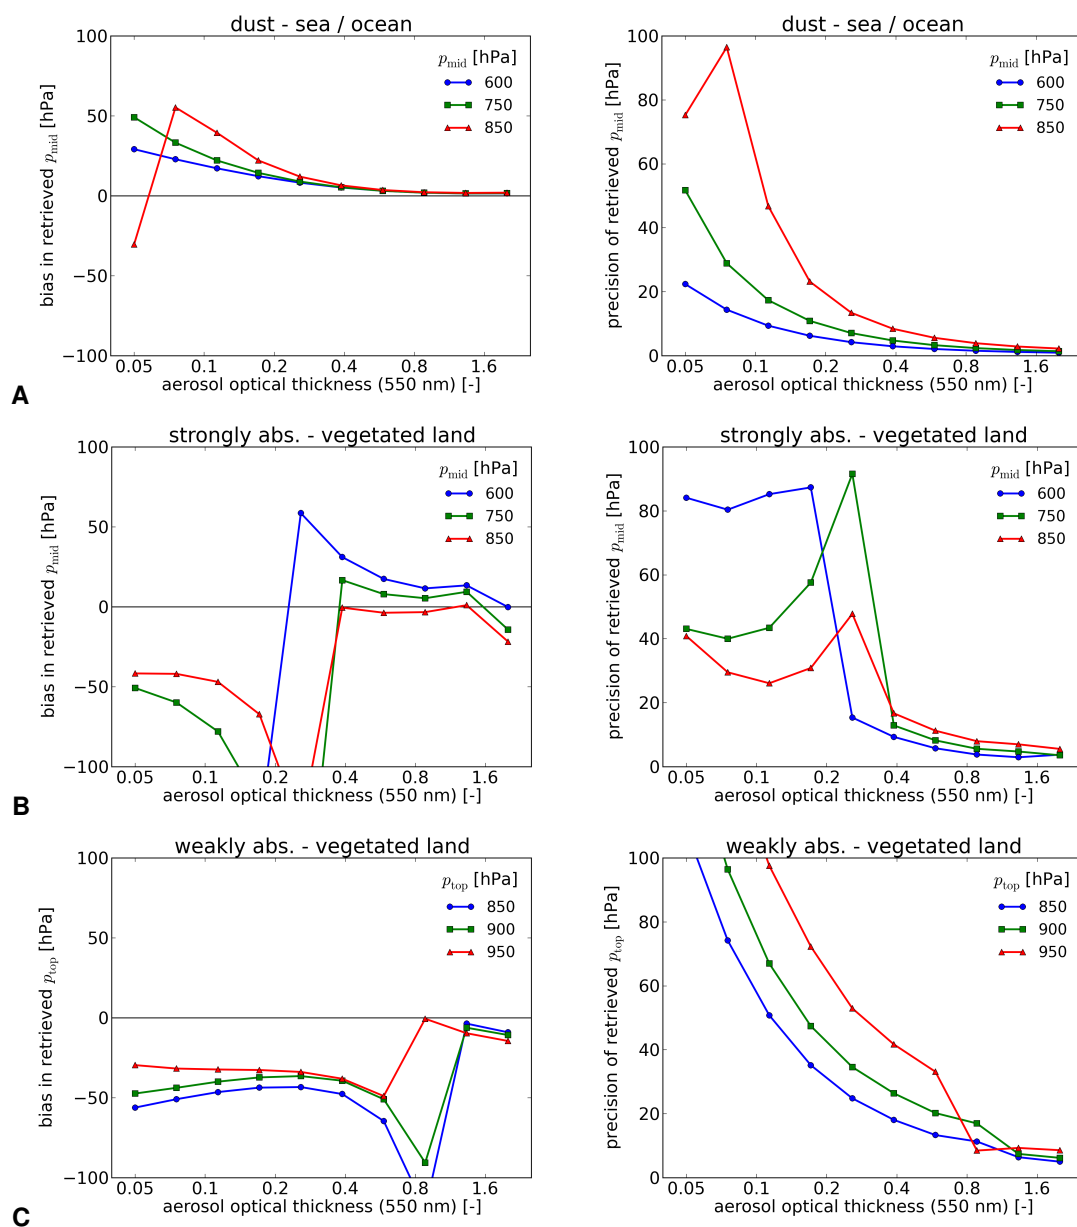 dust - sea / ocean
100
50
0
−50
−100
bias in retrieved p_mid [hPa]
p_mid [hPa]
600
750
850
0.05 0.1 0.2 0.4 0.8 1.6
aerosol optical thickness (550 nm) [-]
dust - sea / ocean
100
80
60
40
20
0
precision of retrieved p_mid [hPa]
p_mid [hPa]
600
750
850
0.05 0.1 0.2 0.4 0.8 1.6
aerosol optical thickness (550 nm) [-]
A
strongly abs. - vegetated land
100
50
0
−50
−100
bias in retrieved p_mid [hPa]
p_mid [hPa]
600
750
850
0.05 0.1 0.2 0.4 0.8 1.6
aerosol optical thickness (550 nm) [-]
strongly abs. - vegetated land
100
80
60
40
20
0
precision of retrieved p_mid [hPa]
p_mid [hPa]
600
750
850
0.05 0.1 0.2 0.4 0.8 1.6
aerosol optical thickness (550 nm) [-]
B
weakly abs. - vegetated land
100
50
0
−50
−100
bias in retrieved p_top [hPa]
p_top [hPa]
850
900
950
0.05 0.1 0.2 0.4 0.8 1.6
aerosol optical thickness (550 nm) [-]
weakly abs. - vegetated land
100
80
60
40
20
0
precision of retrieved p_top [hPa]
p_top [hPa]
850
900
950
0.05 0.1 0.2 0.4 0.8 1.6
aerosol optical thickness (550 nm) [-]
C